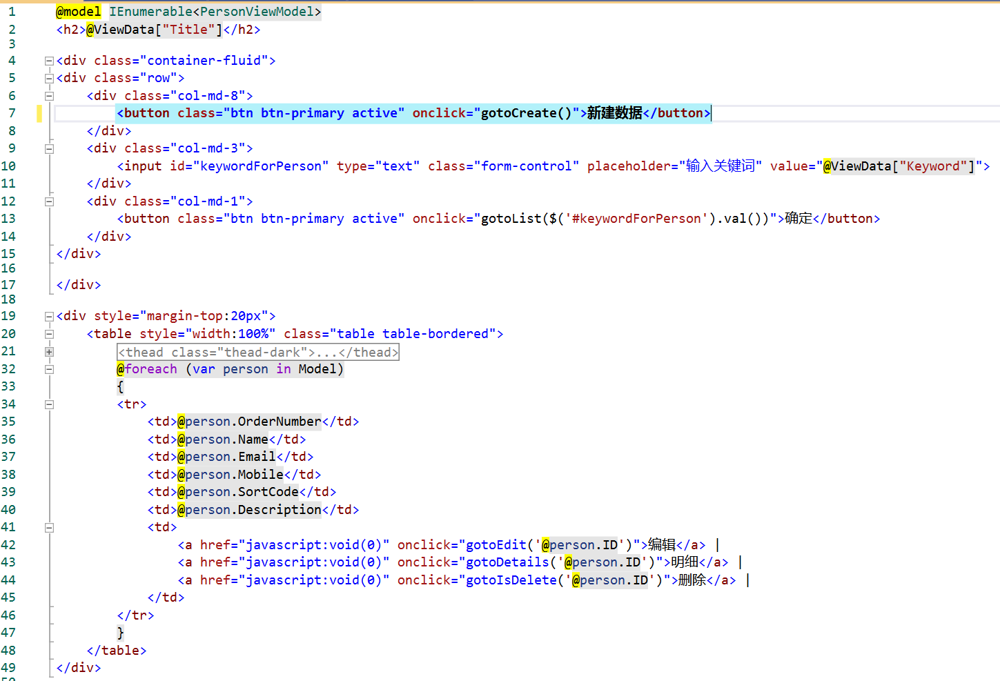 1 @model IEnumerable<PersonViewModel>
2 <h2>@ViewData["Title"]</h2>
3
4 <div class="container-fluid">
5 <div class="row">
6 <div class="col-md-8">
7 <button class="btn btn-primary active" onclick="gotoCreate()">新建数据</button>
8 </div>
9 <div class="col-md-3">
10 <input id="keywordForPerson" type="text" class="form-control" placeholder="输入关键词" value="@ViewData["Keyword"]">
11 </div>
12 <div class="col-md-1">
13 <button class="btn btn-primary active" onclick="gotoList($('#keywordForPerson').val())">确定</button>
14 </div>
15 </div>
16
17 </div>
18
19 <div style="margin-top:20px">
20 <table style="width:100%" class="table table-bordered">
21 <thead class="thead-dark">...</thead>
32 @foreach (var person in Model)
33 {
34 <tr>
35 <td>@person.OrderNumber</td>
36 <td>@person.Name</td>
37 <td>@person.Email</td>
38 <td>@person.Mobile</td>
39 <td>@person.SortCode</td>
40 <td>@person.Description</td>
41 <td>
42 <a href="javascript:void(0)" onclick="gotoEdit('@person.ID')">编辑</a> |
43 <a href="javascript:void(0)" onclick="gotoDetails('@person.ID')">明细</a> |
44 <a href="javascript:void(0)" onclick="gotoIsDelete('@person.ID')">删除</a> |
45 </td>
46 </tr>
47 }
48 </table>
49 </div>